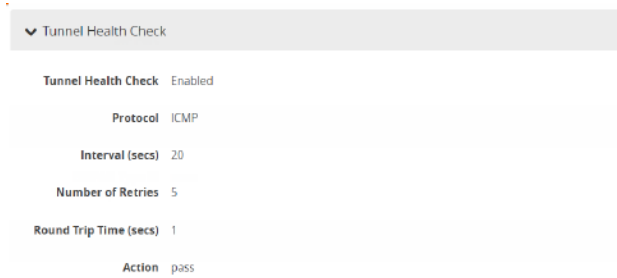 Tunnel Health Check
Tunnel Health Check Enabled
Protocol ICMP
Interval (secs) 20
Number of Retries 5
Round Trip Time (secs) 1
Action pass